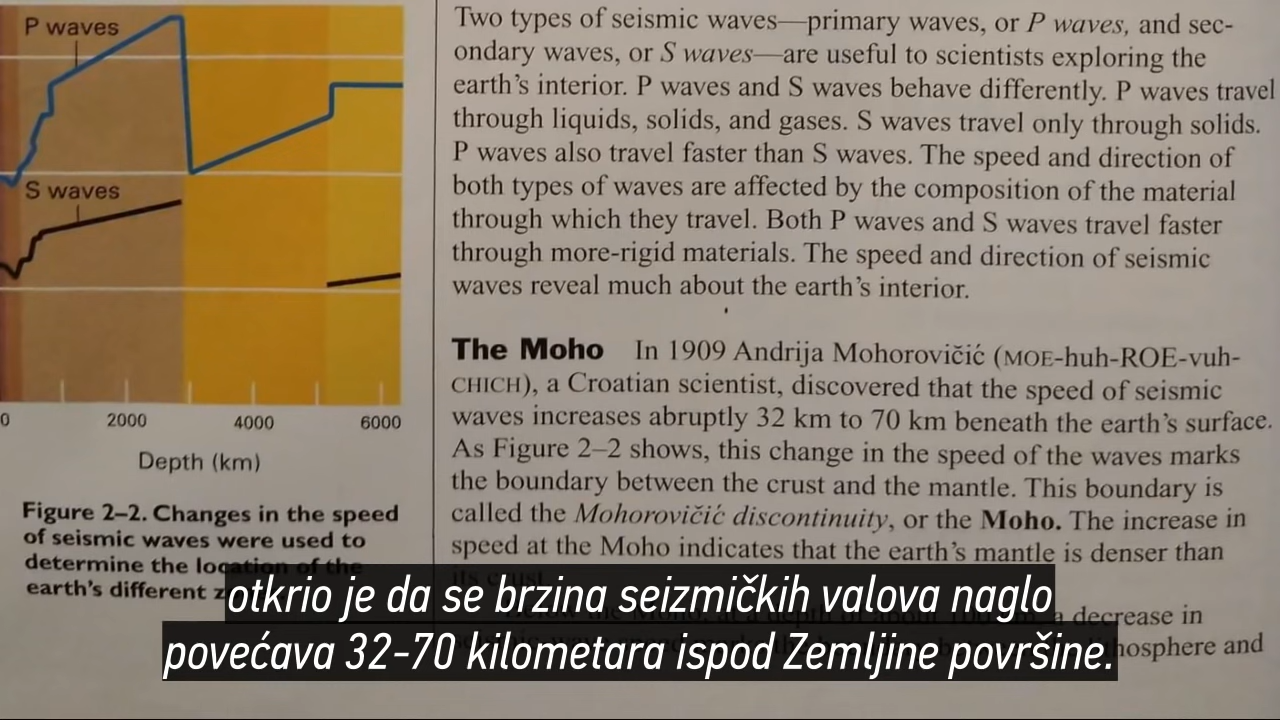 P waves
S waves
0 2000 4000 6000
Depth (km)
Figure 2–2. Changes in the speed
of seismic waves were used to
determine the location of the
earth's different
Two types of seismic waves—primary waves, or P waves, and sec-
ondary waves, or S waves—are useful to scientists exploring the
earth's interior. P waves and S waves behave differently. P waves travel
through liquids, solids, and gases. S waves travel only through solids.
P waves also travel faster than S waves. The speed and direction of
both types of waves are affected by the composition of the material
through which they travel. Both P waves and S waves travel faster
through more-rigid materials. The speed and direction of seismic
waves reveal much about the earth's interior.
The Moho In 1909 Andrija Mohorovičić (MOE-huh-ROE-vuh-
CHICH), a Croatian scientist, discovered that the speed of seismic
waves increases abruptly 32 km to 70 km beneath the earth's surface.
As Figure 2–2 shows, this change in the speed of the waves marks
the boundary between the crust and the mantle. This boundary is
called the Mohorovičić discontinuity, or the Moho. The increase in
speed at the Moho indicates that the earth's mantle is denser than
its crust.
a decrease in
thosphere and
otkrio je da se brzina seizmičkih valova naglo
povećava 32-70 kilometara ispod Zemljine površine.